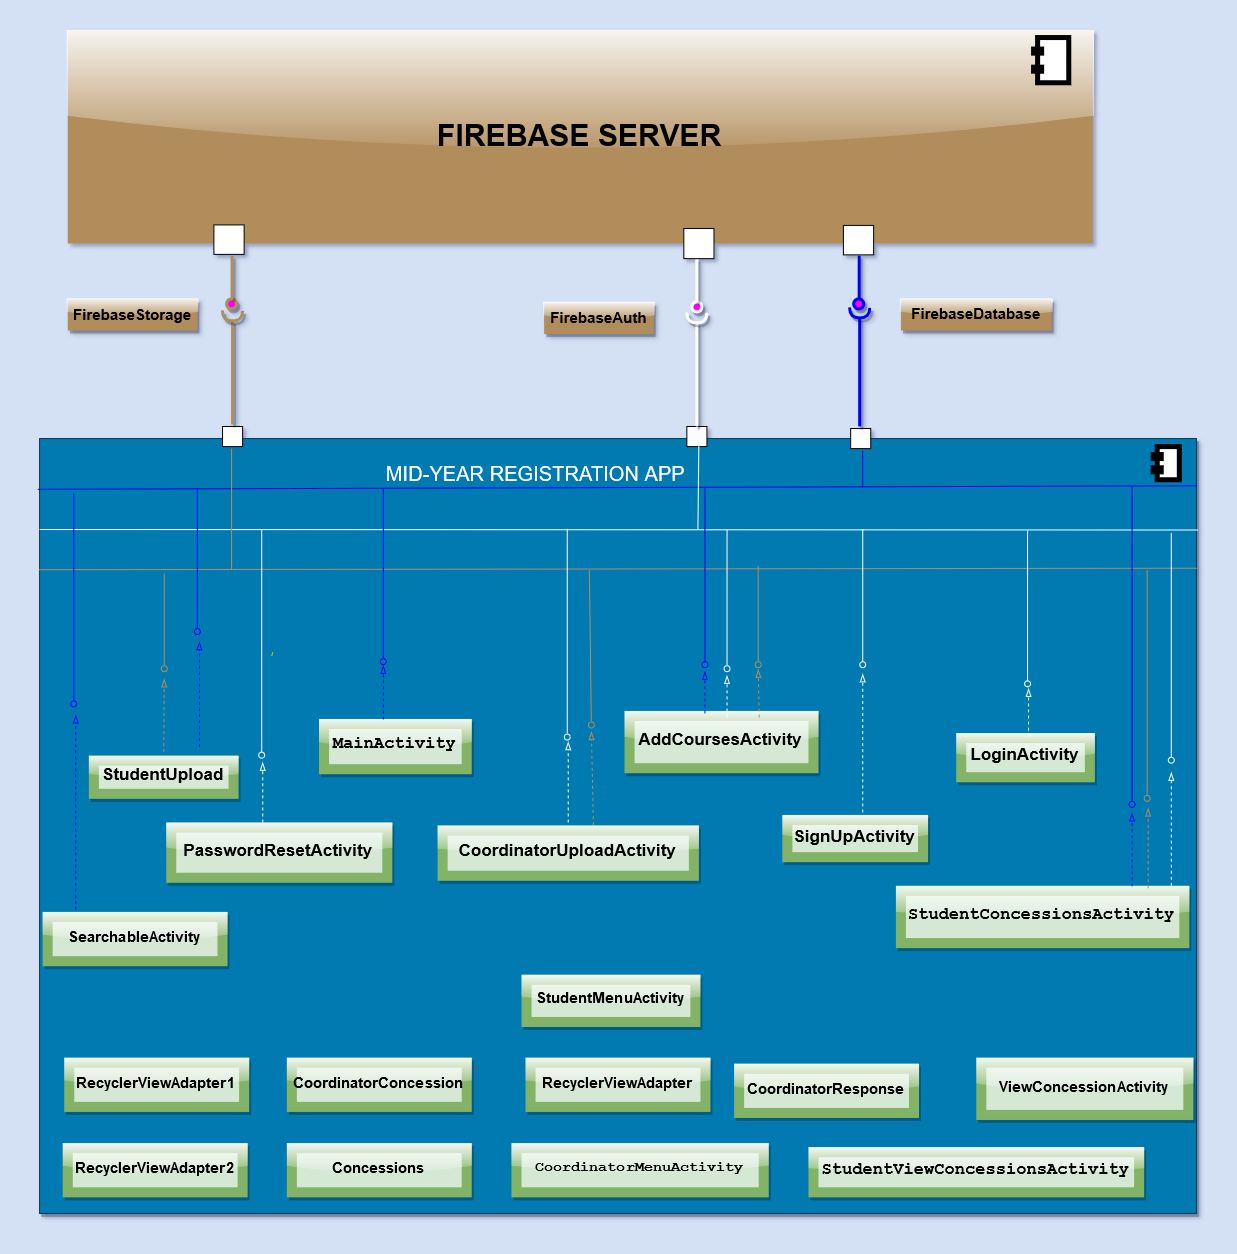 FIREBASE SERVER
FirebaseStorage
FirebaseAuth
FirebaseDatabase
MID-YEAR REGISTRATION APP
MainActivity
AddCoursesActivity
LoginActivity
StudentUpload
PasswordResetActivity
CoordinatorUploadActivity
SignUpActivity
StudentConcessionsActivity
SearchableActivity
StudentMenuActivity
RecyclerViewAdapter1
CoordinatorConcession
RecyclerViewAdapter
CoordinatorResponse
ViewConcessionActivity
RecyclerViewAdapter2
Concessions
CoordinatorMenuActivity
StudentViewConcessionsActivity